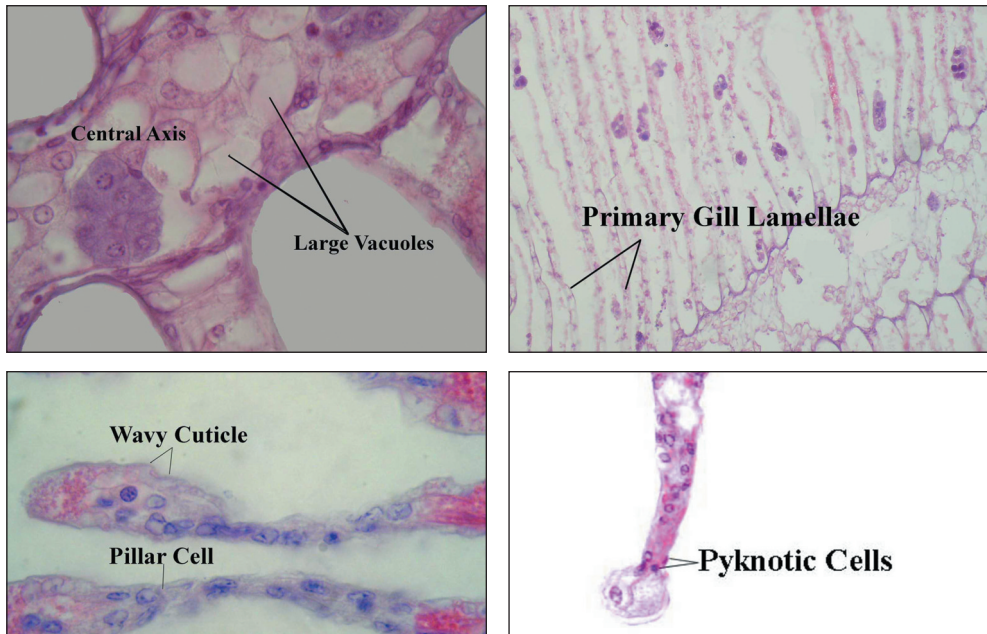 Central Axis
Large Vacuoles
Primary Gill Lamellae
Wavy Cuticle
Pillar Cell
Pyknotic Cells